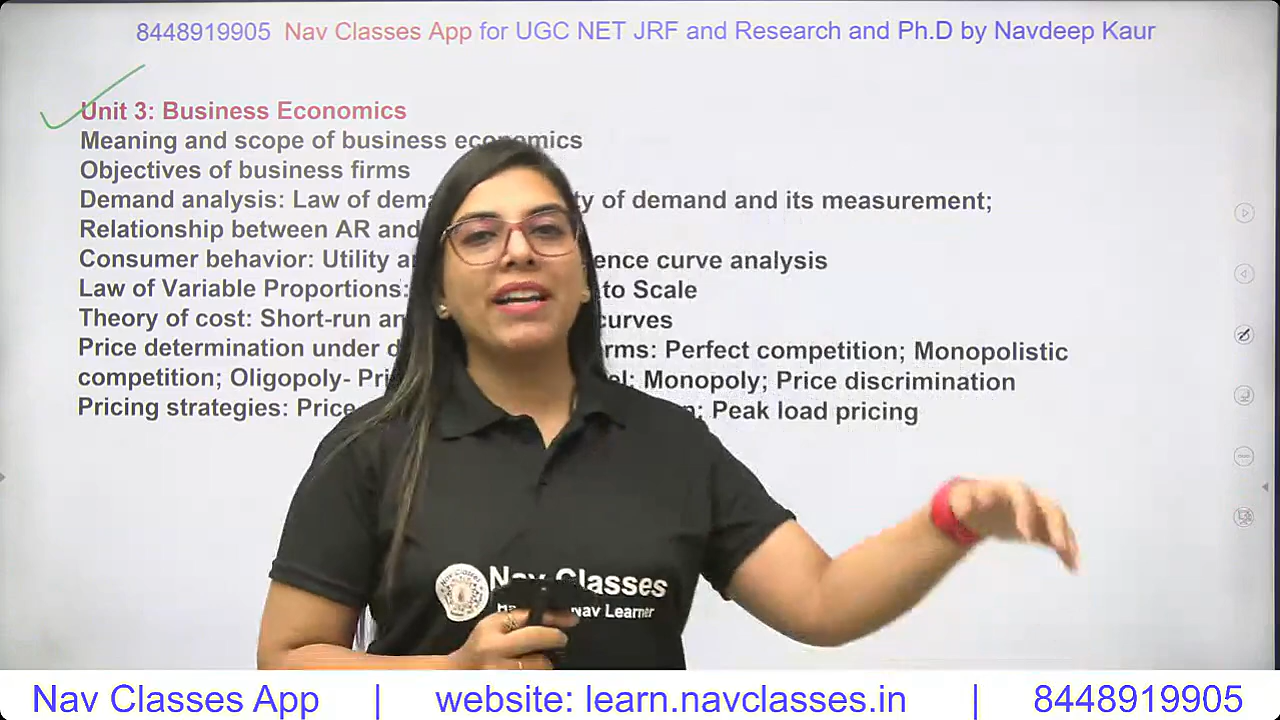 8448919905 Nav Classes App for UGC NET JRF and Research and Ph.D by Navdeep Kaur
Unit 3: Business Economics
Meaning and scope of business economics
Objectives of business firms
Demand analysis: Law of dema ty of demand and its measurement;
Relationship between AR and
Consumer behavior: Utility a ence curve analysis
Law of Variable Proportions: to Scale
Theory of cost: Short-run an curves
Price determination under d rms: Perfect competition; Monopolistic
competition; Oligopoly- Pri l; Monopoly; Price discrimination
Pricing strategies: Price n; Peak load pricing
Nav Classes
nav Learner
Nav Classes App | website: learn.navclasses.in | 8448919905